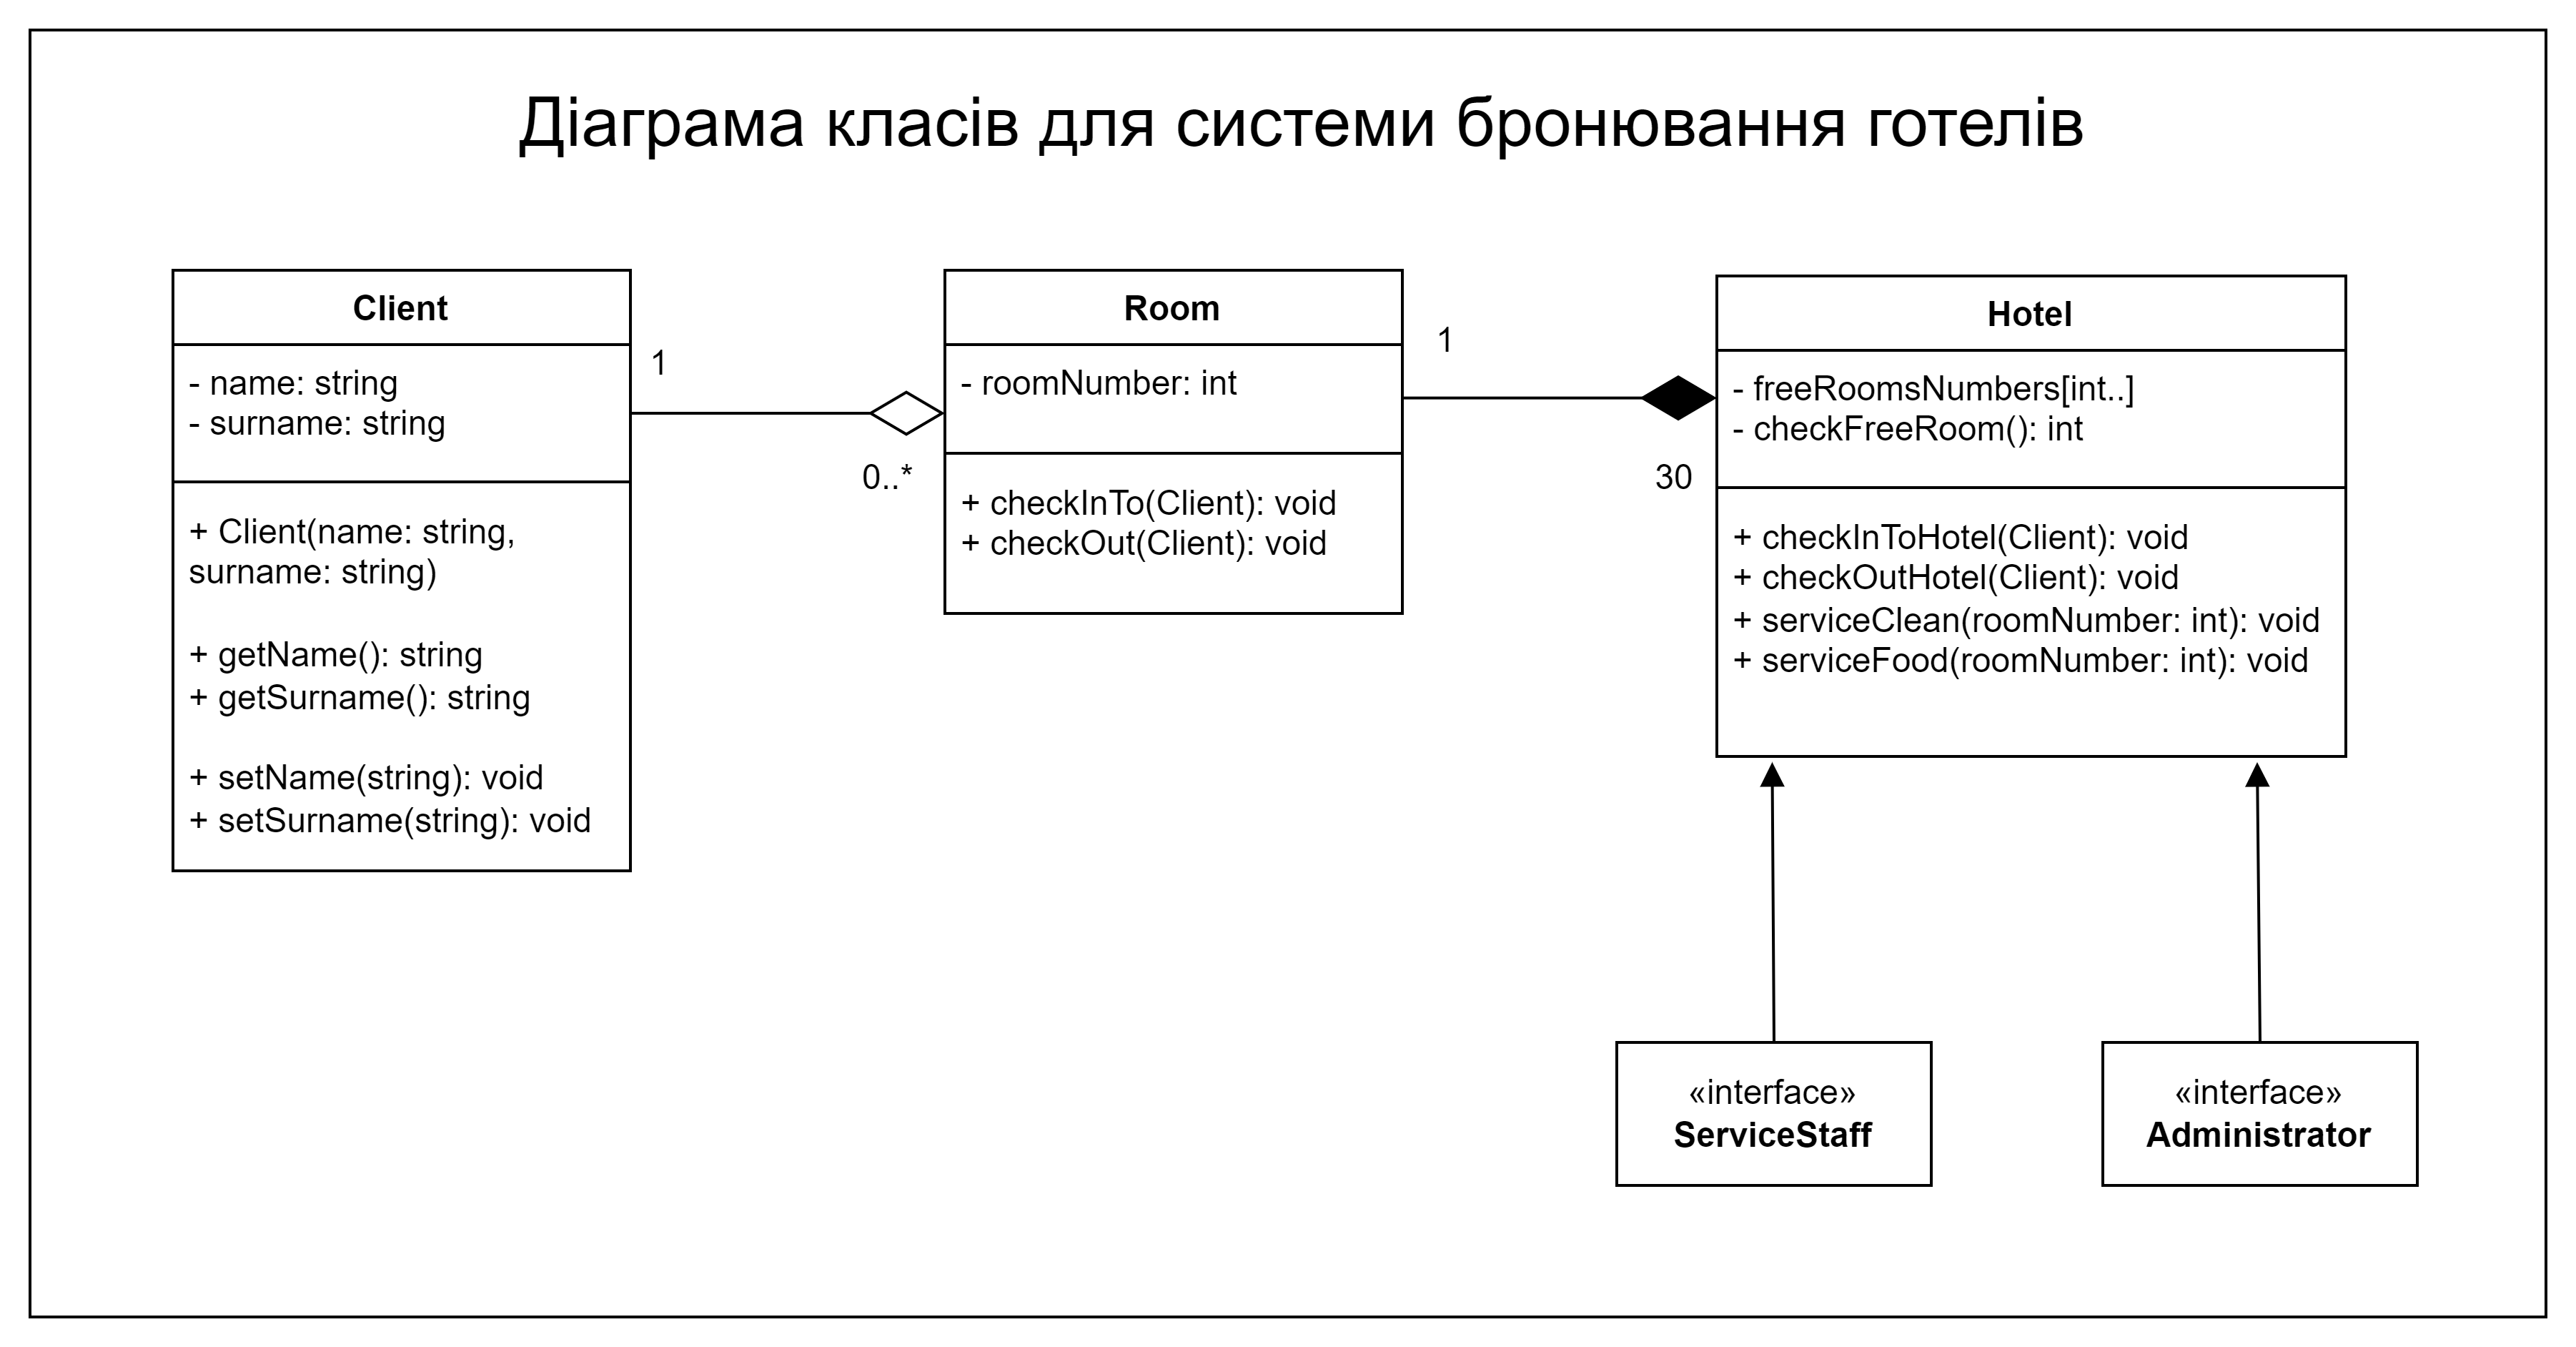 Діаграма класів для системи бронювання готелів
Client
- name: string
- surname: string
+ Client(name: string,
surname: string)
+ getName(): string
+ getSurname(): string
+ setName(string): void
+ setSurname(string): void
1
0..*
Room
- roomNumber: int
+ checkInTo(Client): void
+ checkOut(Client): void
1
30
Hotel
- freeRoomsNumbers[int..]
- checkFreeRoom(): int
+ checkInToHotel(Client): void
+ checkOutHotel(Client): void
+ serviceClean(roomNumber: int): void
+ serviceFood(roomNumber: int): void
«interface»
ServiceStaff
«interface»
Administrator